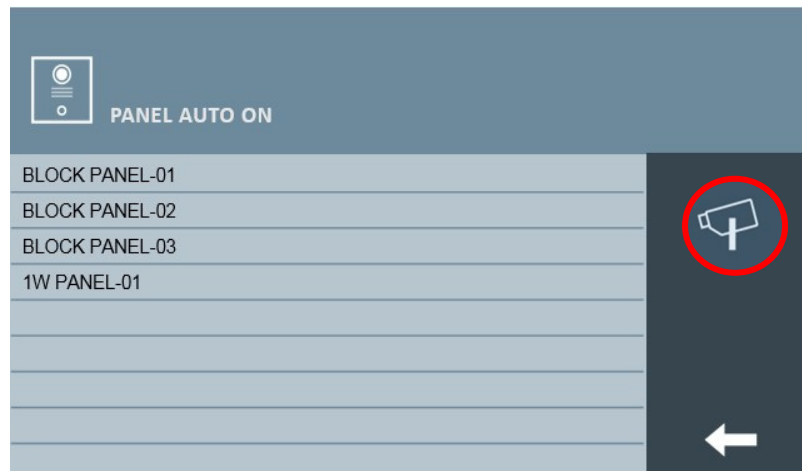 PANEL AUTO ON
BLOCK PANEL-01
BLOCK PANEL-02
BLOCK PANEL-03
1W PANEL-01